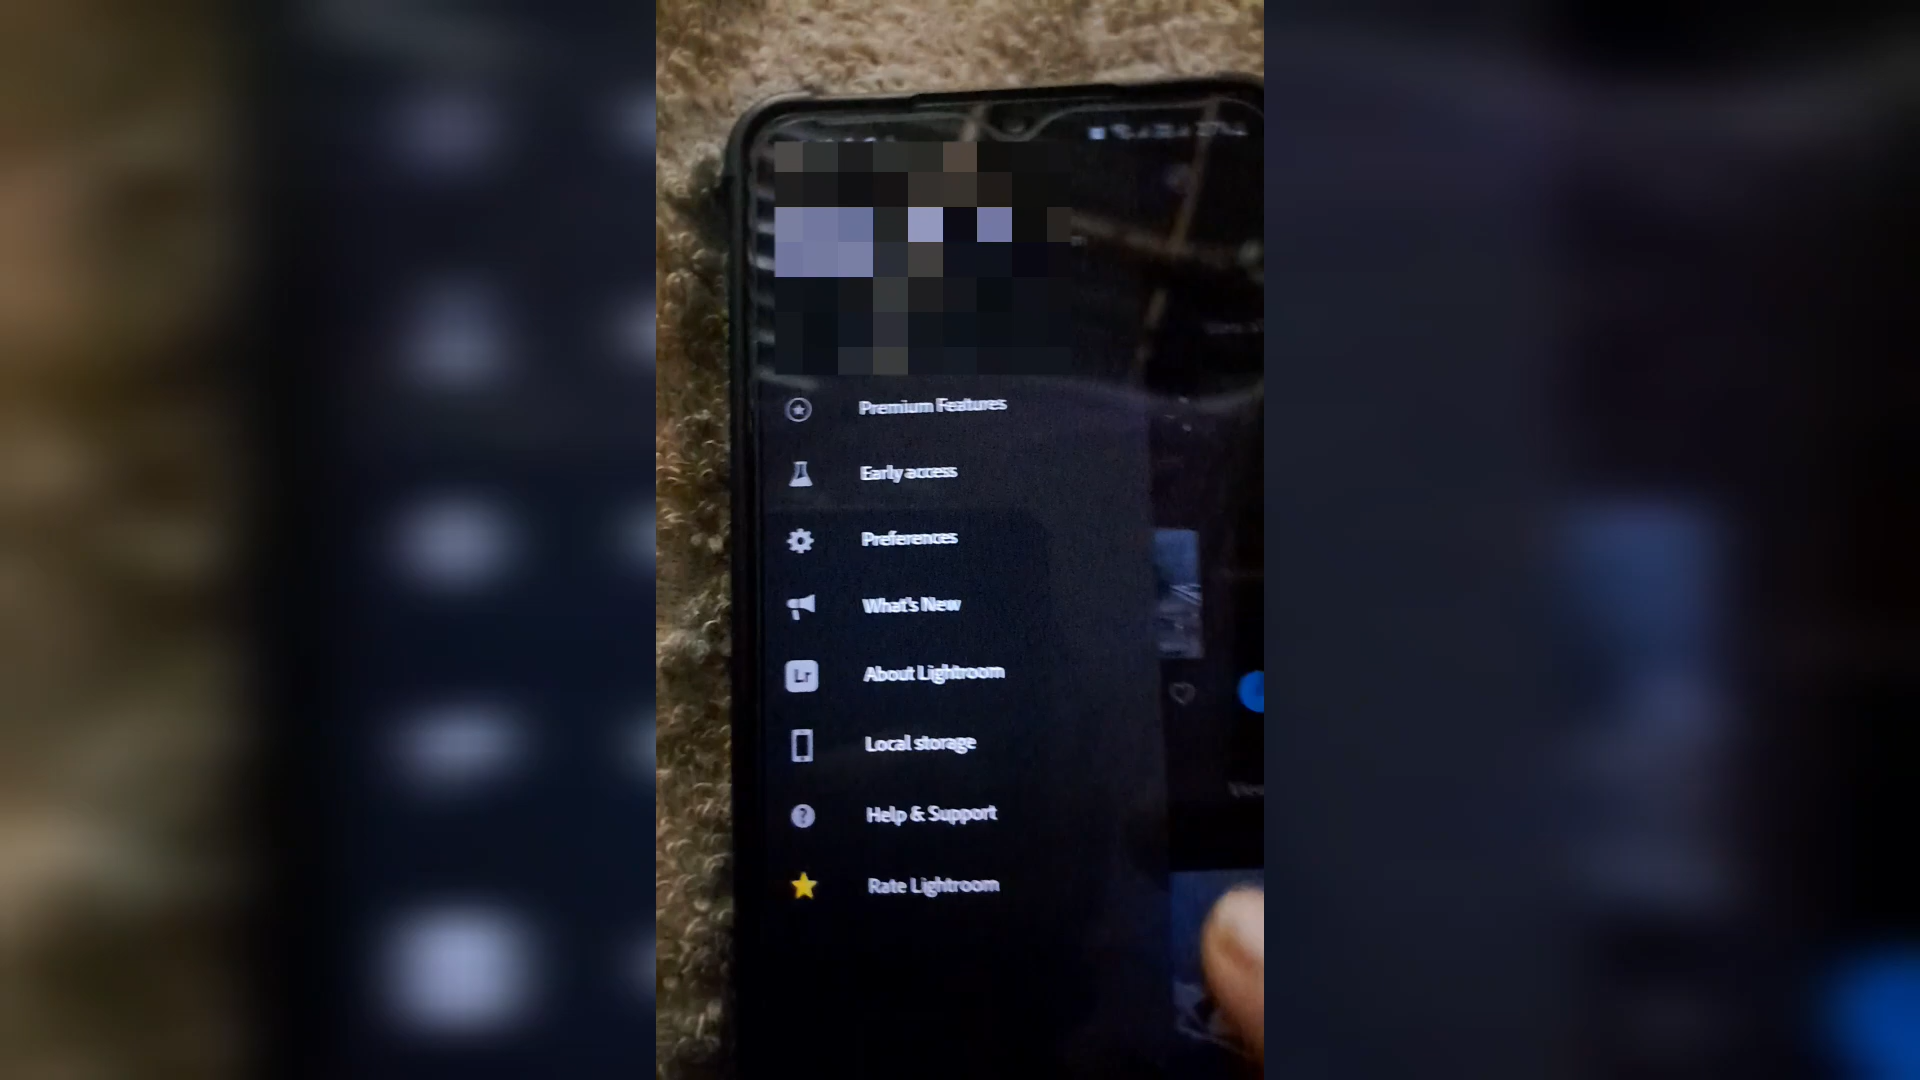 Premium Features
Early access
Preferences
What's New
Lr
About Lightroom
Local storage
?
Help & Support
Rate Lightroom